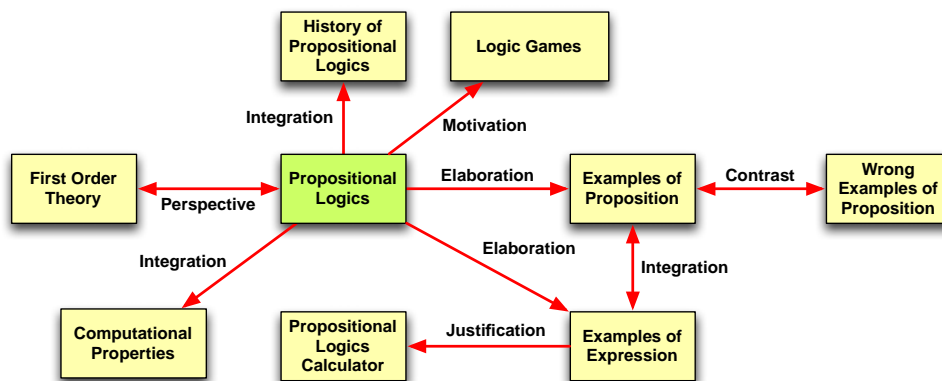 History of
Propositional
Logics
Logic Games
Integration
Motivation
First Order
Theory
Perspective
Propositional
Logics
Elaboration
Examples of
Proposition
Contrast
Wrong
Examples of
Proposition
Integration
Elaboration
Integration
Computational
Properties
Propositional
Logics
Calculator
Justification
Examples of
Expression